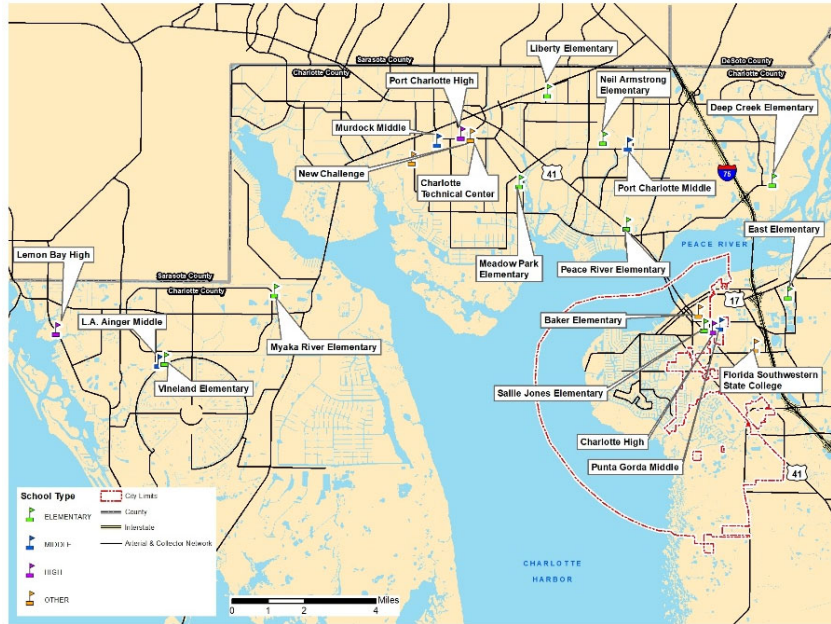 Liberty Elementary
Sarasota County
Charlotte County
DeSoto County
Charlotte County
Port Charlotte High
Neil Armstrong
Elementary
Deep Creek Elementary
Murdock Middle
New Challenge
Charlotte
Technical Center
41
75
Port Charlotte Middle
Meadow Park
Elementary
Peace River Elementary
PEACE RIVER
East Elementary
Lemon Bay High
Sarasota County
Charlotte County
17
L.A. Ainger Middle
Myaka River Elementary
Baker Elementary
Vineland Elementary
Sallie Jones Elementary
Florida Southwestern
State College
Charlotte High
Punta Gorda Middle
41
School Type
ELEMENTARY
MIDDLE
HIGH
OTHER
City Limits
County
Interstate
Arterial & Collector Network
CHARLOTTE
HARBOR
Miles
0 1 2 4